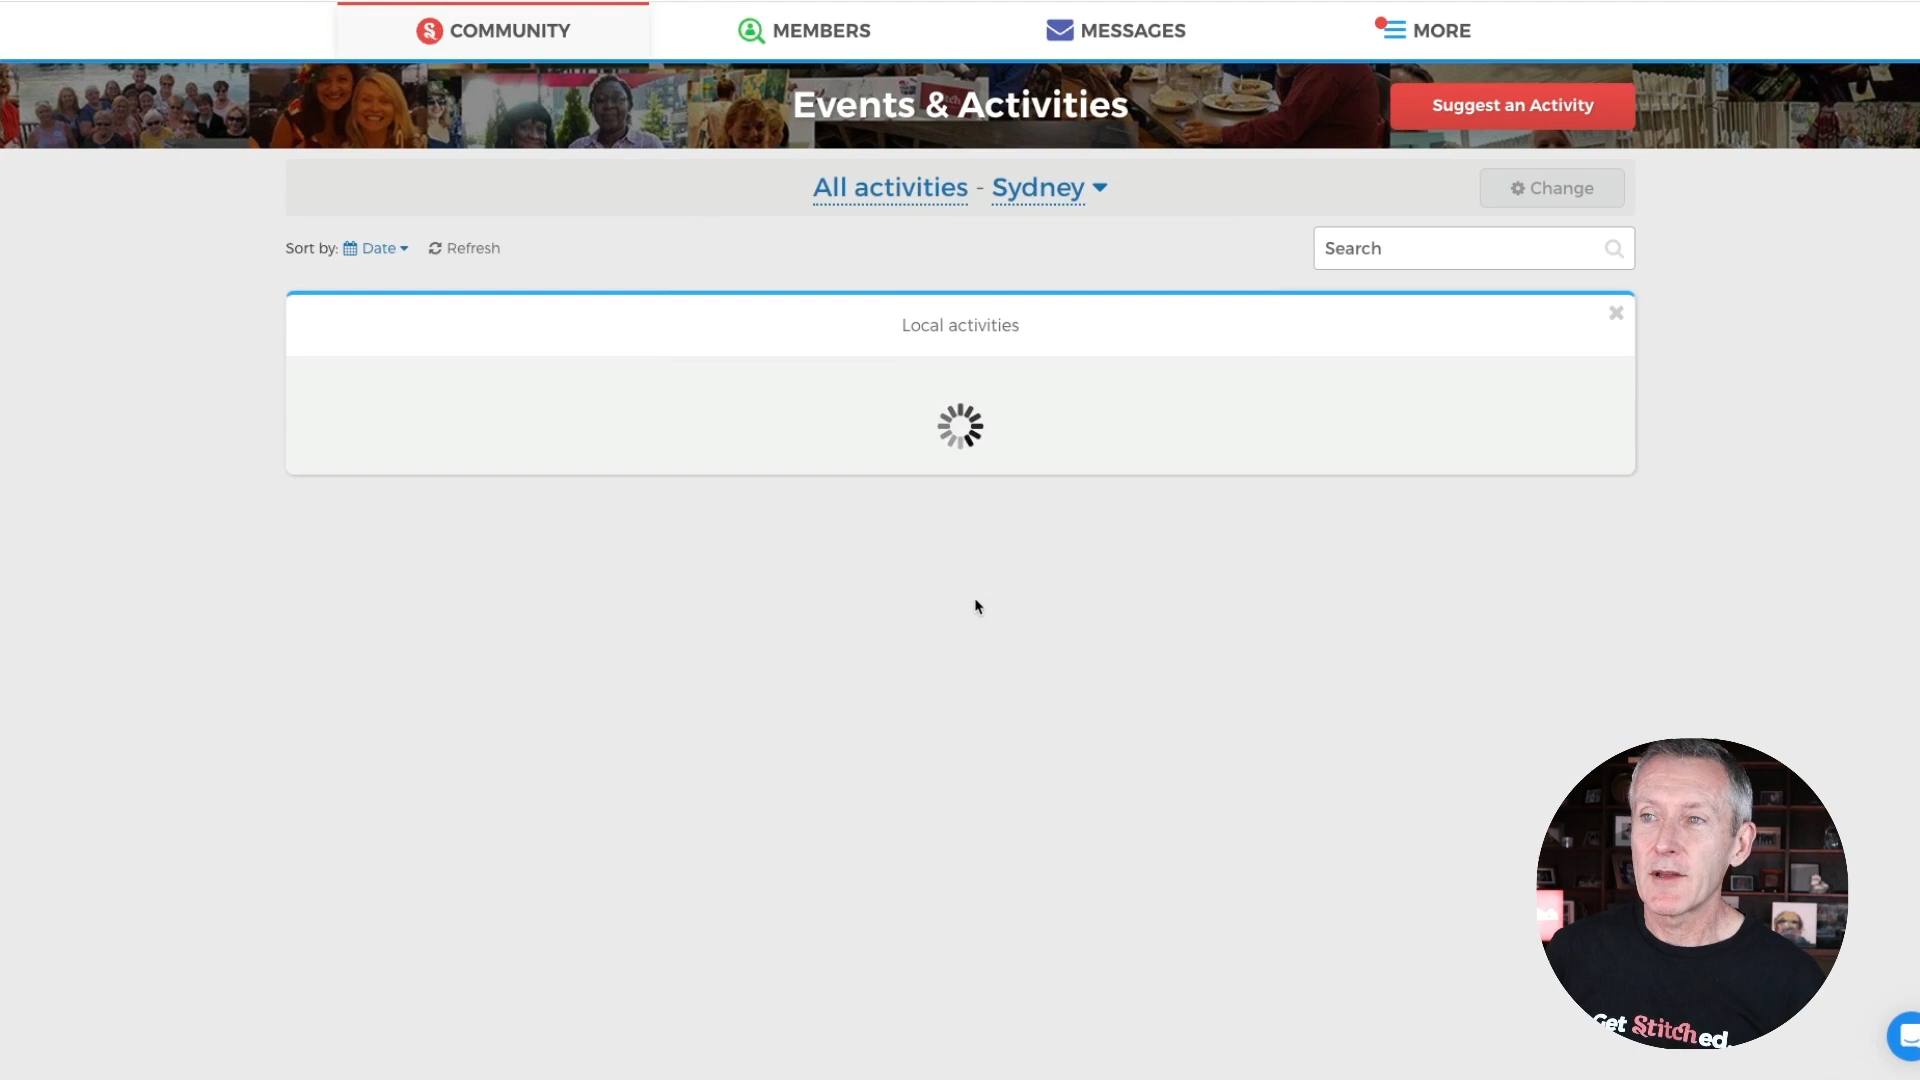 COMMUNITY
MEMBERS
MESSAGES
MORE
Events & Activities
Suggest an Activity
All activities - Sydney
Change
Sort by: Date
Refresh
Search
Local activities
Get Stitched.